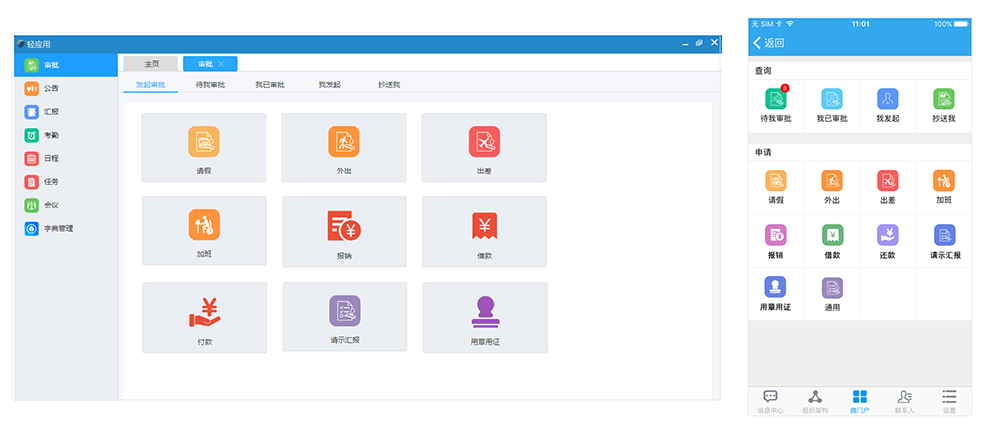 轻应用
审批
公告
汇报
考勤
日程
任务
会议
字典管理
主页 审批
发起审批 待我审批 我已审批 我发起 抄送我
请假 外出 出差
加班 报销 借款
付款 请示汇报 用章用证
无 SIM 卡 11:01 100%
返回
查询
8
待我审批 我已审批 我发起 抄送我
申请
请假 外出 出差 加班
报销 借款 还款 请示汇报
用章用证 通用
消息中心 组织架构 微门户 联系人 设置